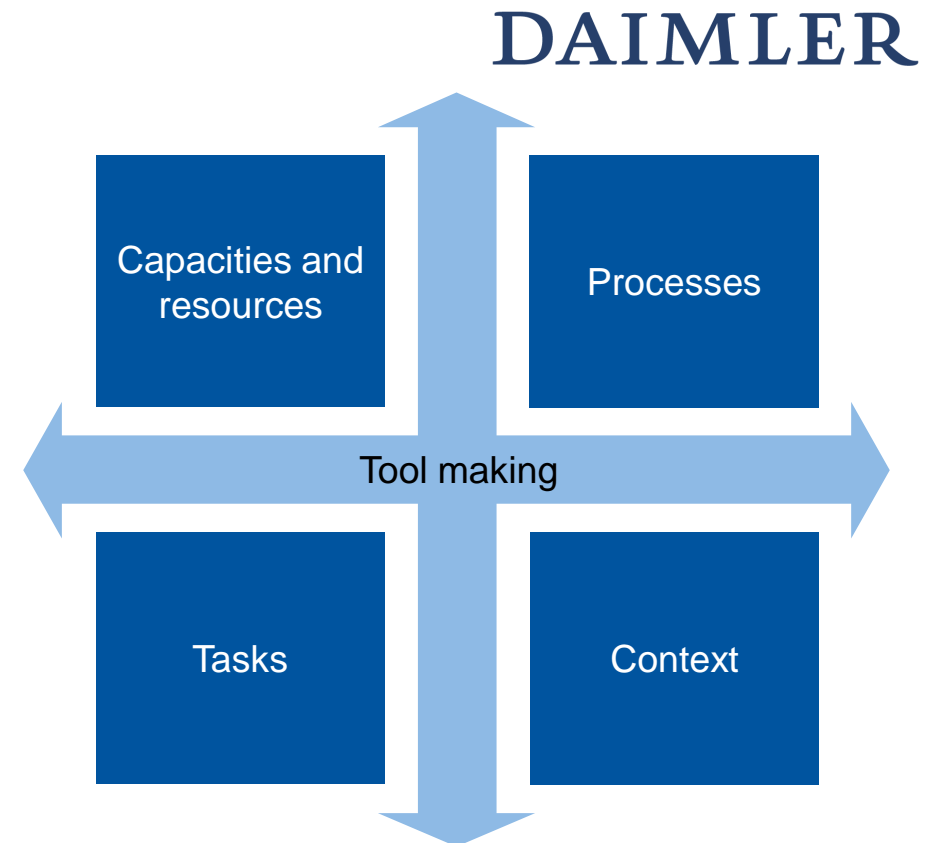 DAIMLER
Capacities and
resources
Processes
Tool making
Tasks
Context